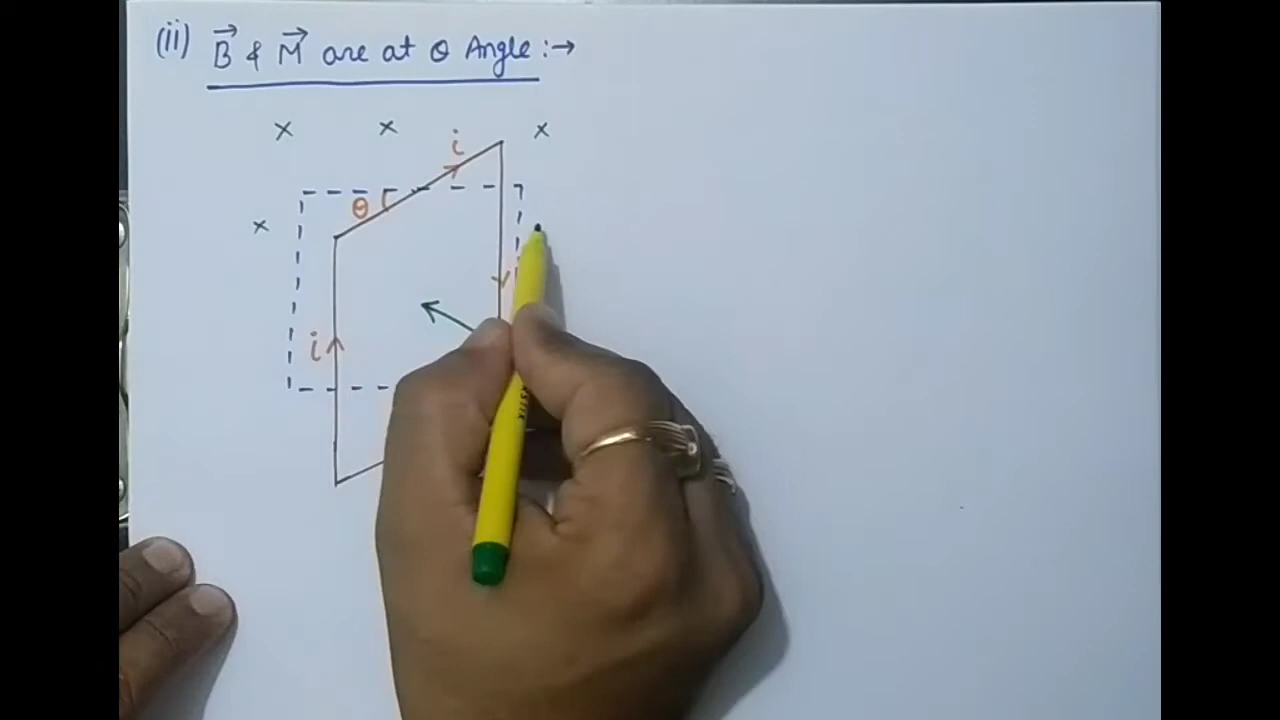 (ii) B⃗ & M⃗ are at θ Angle :→
× × ×
i
θ
×
i